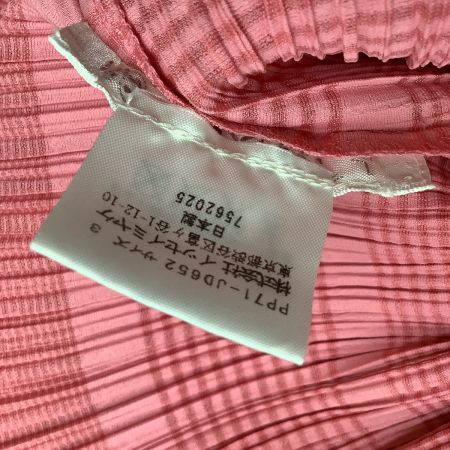 PP71-JD652 サイズ 3
株式会社イッセイミヤケ
東京都渋谷区富ヶ谷1-12-10
日本製
7562025